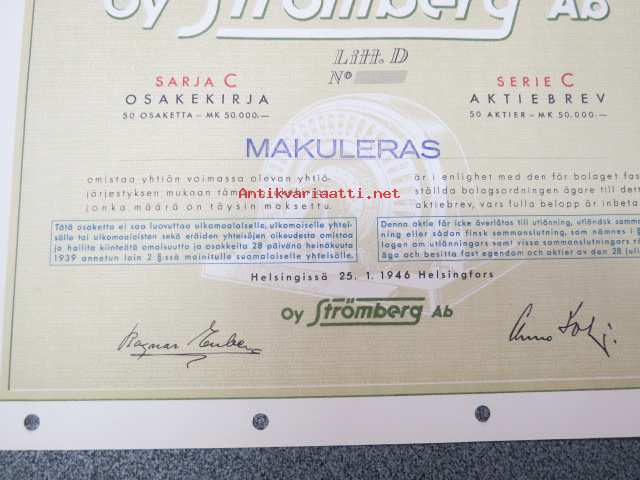 Oy Strömberg Ab
Litt. D
No
SARJA C
OSAKEKIRJA
50 OSAKETTA — MK 50.000.—
SERIE C
AKTIEBREV
50 AKTIER — MK 50.000.—
MAKULERAS
omistaa yhtiön voimassa olevan yhtiö-
järjestyksen mukaan täm
jonka määrä on täysin maksettu.
är i enlighet med den för bolaget fas
ställda bolagsordningen ägare till dett
aktiebrev, vars fulla belopp är inbeta
Antikvariaatti.net
Tätä osaketta ei saa luovuttaa ulkomaalaiselle, ulkomaiselle yhtei-
sölle tai ulkomaalaisten sekä eräiden yhteisöjen oikeudesta omistaa
ja hallita kiinteätä omaisuutta ja osakkeita 28 päivänä heinäkuuta
1939 annetun lain 2 §:ssä mainitulle suomalaiselle yhteisölle.
Denna aktie får icke överlåtas till utlänning, utländsk samman
ning eller sådan finsk sammanslutning, som nämnes i §
lagen om utlänningars samt vissa sammanslutningars rä
äga och besitta fast egendom och aktier av den 28 juli
Helsingissä 25. 1. 1946 Helsingfors
Oy Strömberg Ab
Ragnar